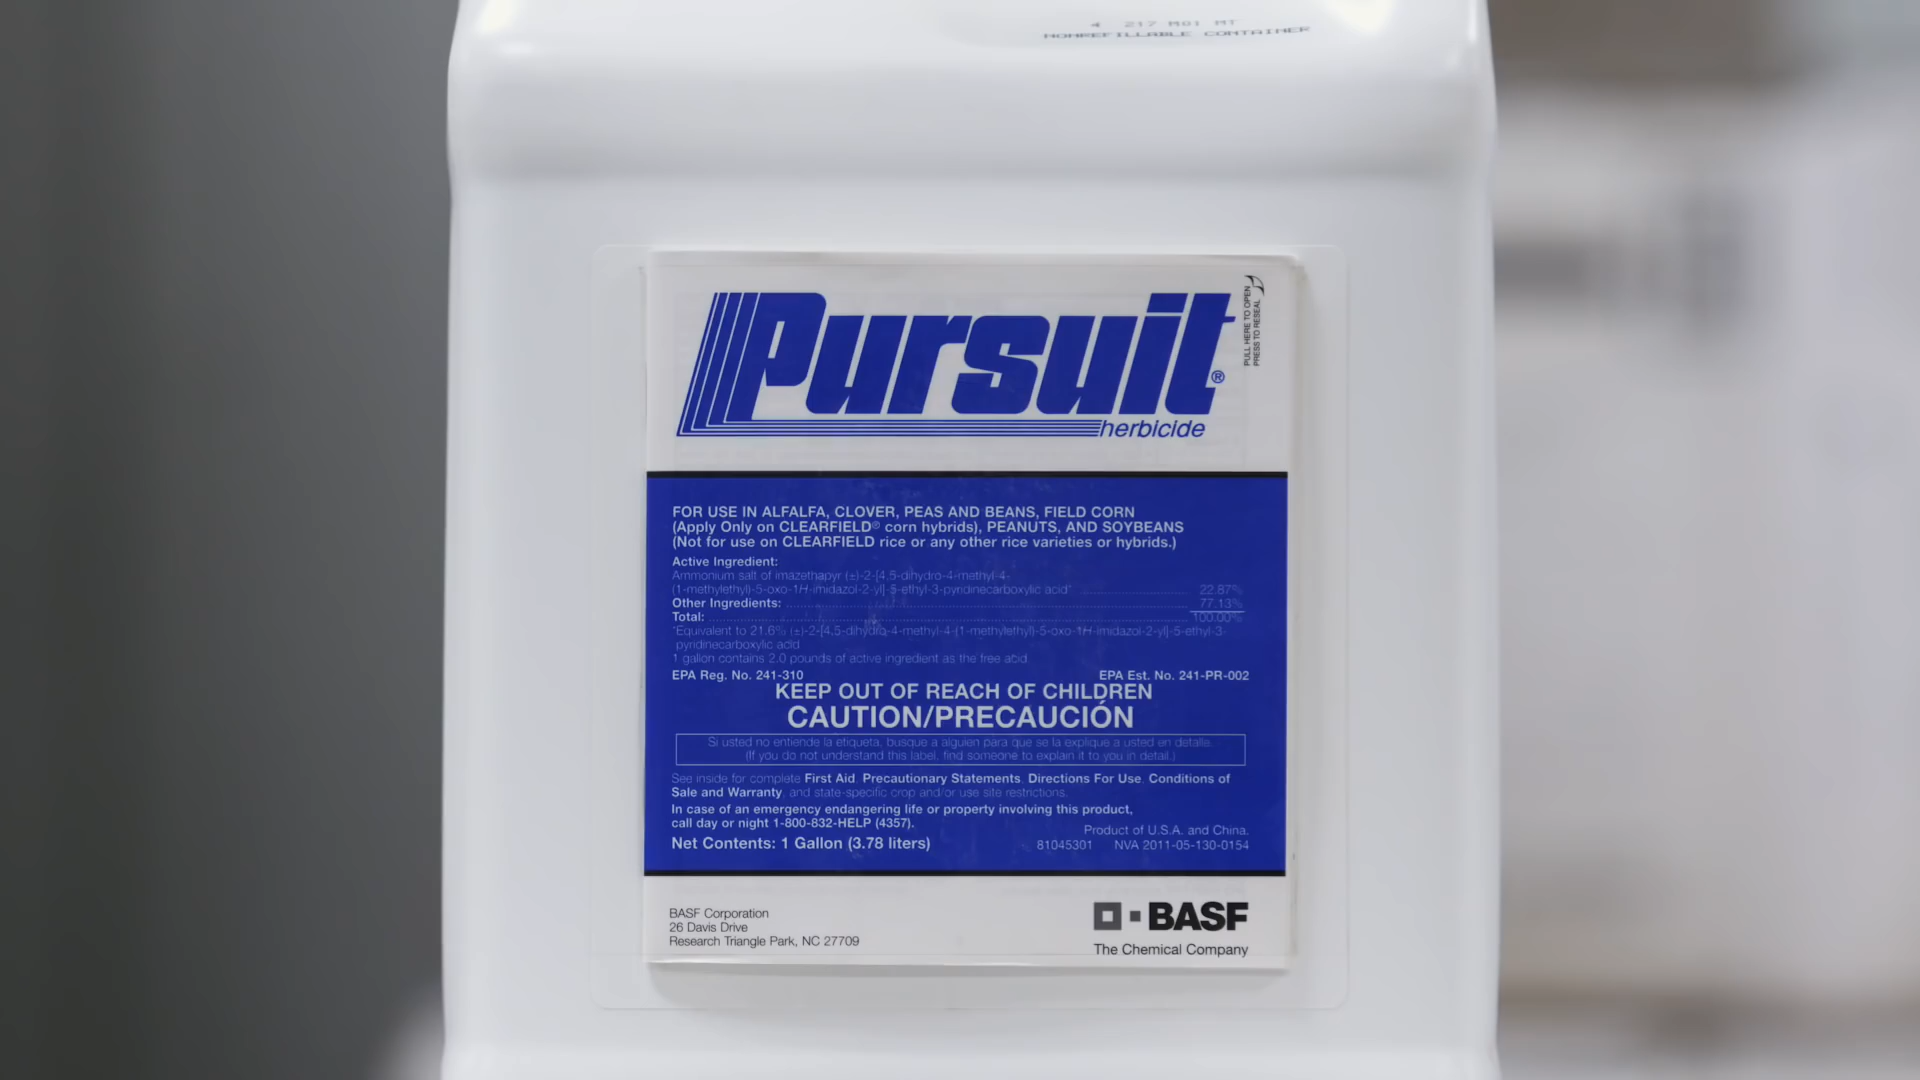 4 217 M01 MT
NONREFILLABLE CONTAINER
PULL HERE TO OPEN
PRESS TO RESEAL
Pursuit®
herbicide
FOR USE IN ALFALFA, CLOVER, PEAS AND BEANS, FIELD CORN
(Apply Only on CLEARFIELD® corn hybrids), PEANUTS, AND SOYBEANS
(Not for use on CLEARFIELD rice or any other rice varieties or hybrids.)
Active Ingredient:
Ammonium salt of imazethapyr (±)-2-[4,5-dihydro-4-methyl-4-
(1-methylethyl)-5-oxo-1H-imidazol-2-yl]-5-ethyl-3-pyridinecarboxylic acid* 22.87%
Other Ingredients: 77.13%
Total: 100.00%
*Equivalent to 21.6% (±)-2-[4,5-dihydro-4-methyl-4-(1-methylethyl)-5-oxo-1H-imidazol-2-yl]-5-ethyl-3-
pyridinecarboxylic acid
1 gallon contains 2.0 pounds of active ingredient as the free acid
EPA Reg. No. 241-310 EPA Est. No. 241-PR-002
KEEP OUT OF REACH OF CHILDREN
CAUTION/PRECAUCIÓN
Si usted no entiende la etiqueta, busque a alguien para que se la explique a usted en detalle.
(If you do not understand this label, find someone to explain it to you in detail.)
See inside for complete First Aid, Precautionary Statements, Directions For Use, Conditions of
Sale and Warranty, and state-specific crop and/or use site restrictions.
In case of an emergency endangering life or property involving this product,
call day or night 1-800-832-HELP (4357).
Product of U.S.A. and China.
Net Contents: 1 Gallon (3.78 liters) 81045301 NVA 2011-05-130-0154
BASF Corporation
26 Davis Drive
Research Triangle Park, NC 27709
BASF
The Chemical Company